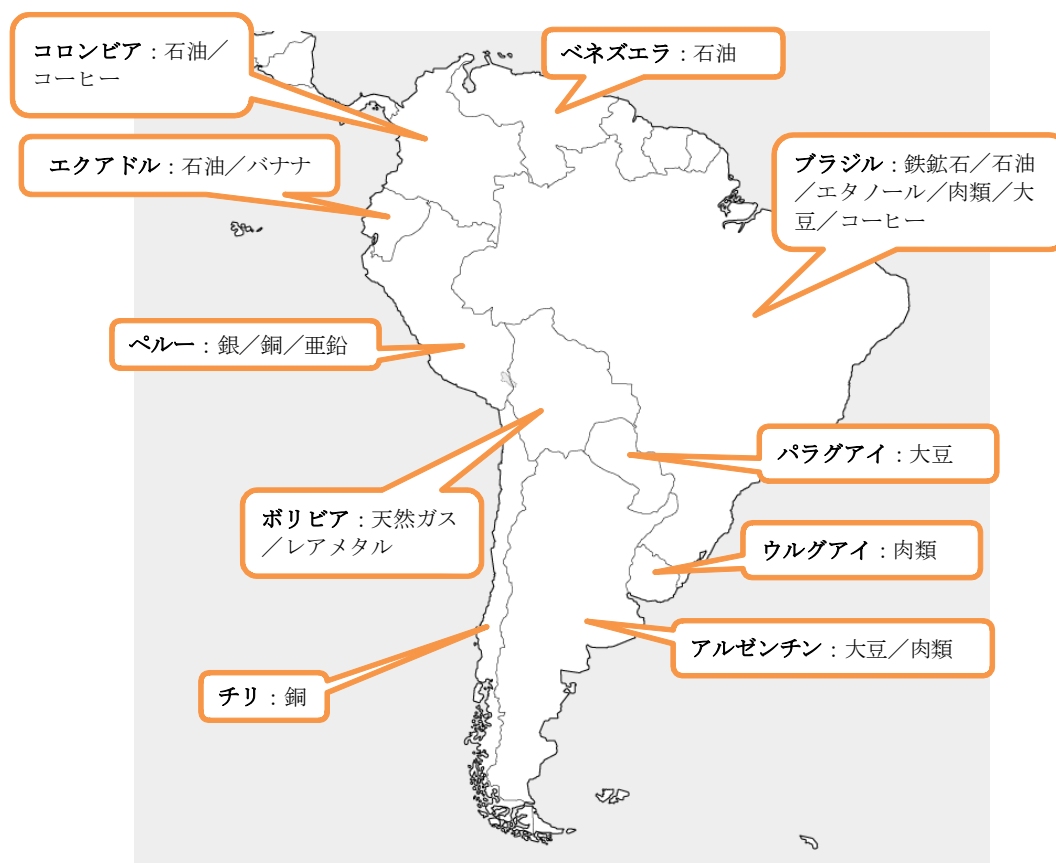 コロンビア：石油／
コーヒー
ベネズエラ：石油
エクアドル：石油／バナナ
ブラジル：鉄鉱石／石油
／エタノール／肉類／大
豆／コーヒー
ペルー：銀／銅／亜鉛
パラグアイ：大豆
ボリビア：天然ガス
／レアメタル
ウルグアイ：肉類
アルゼンチン：大豆／肉類
チリ：銅